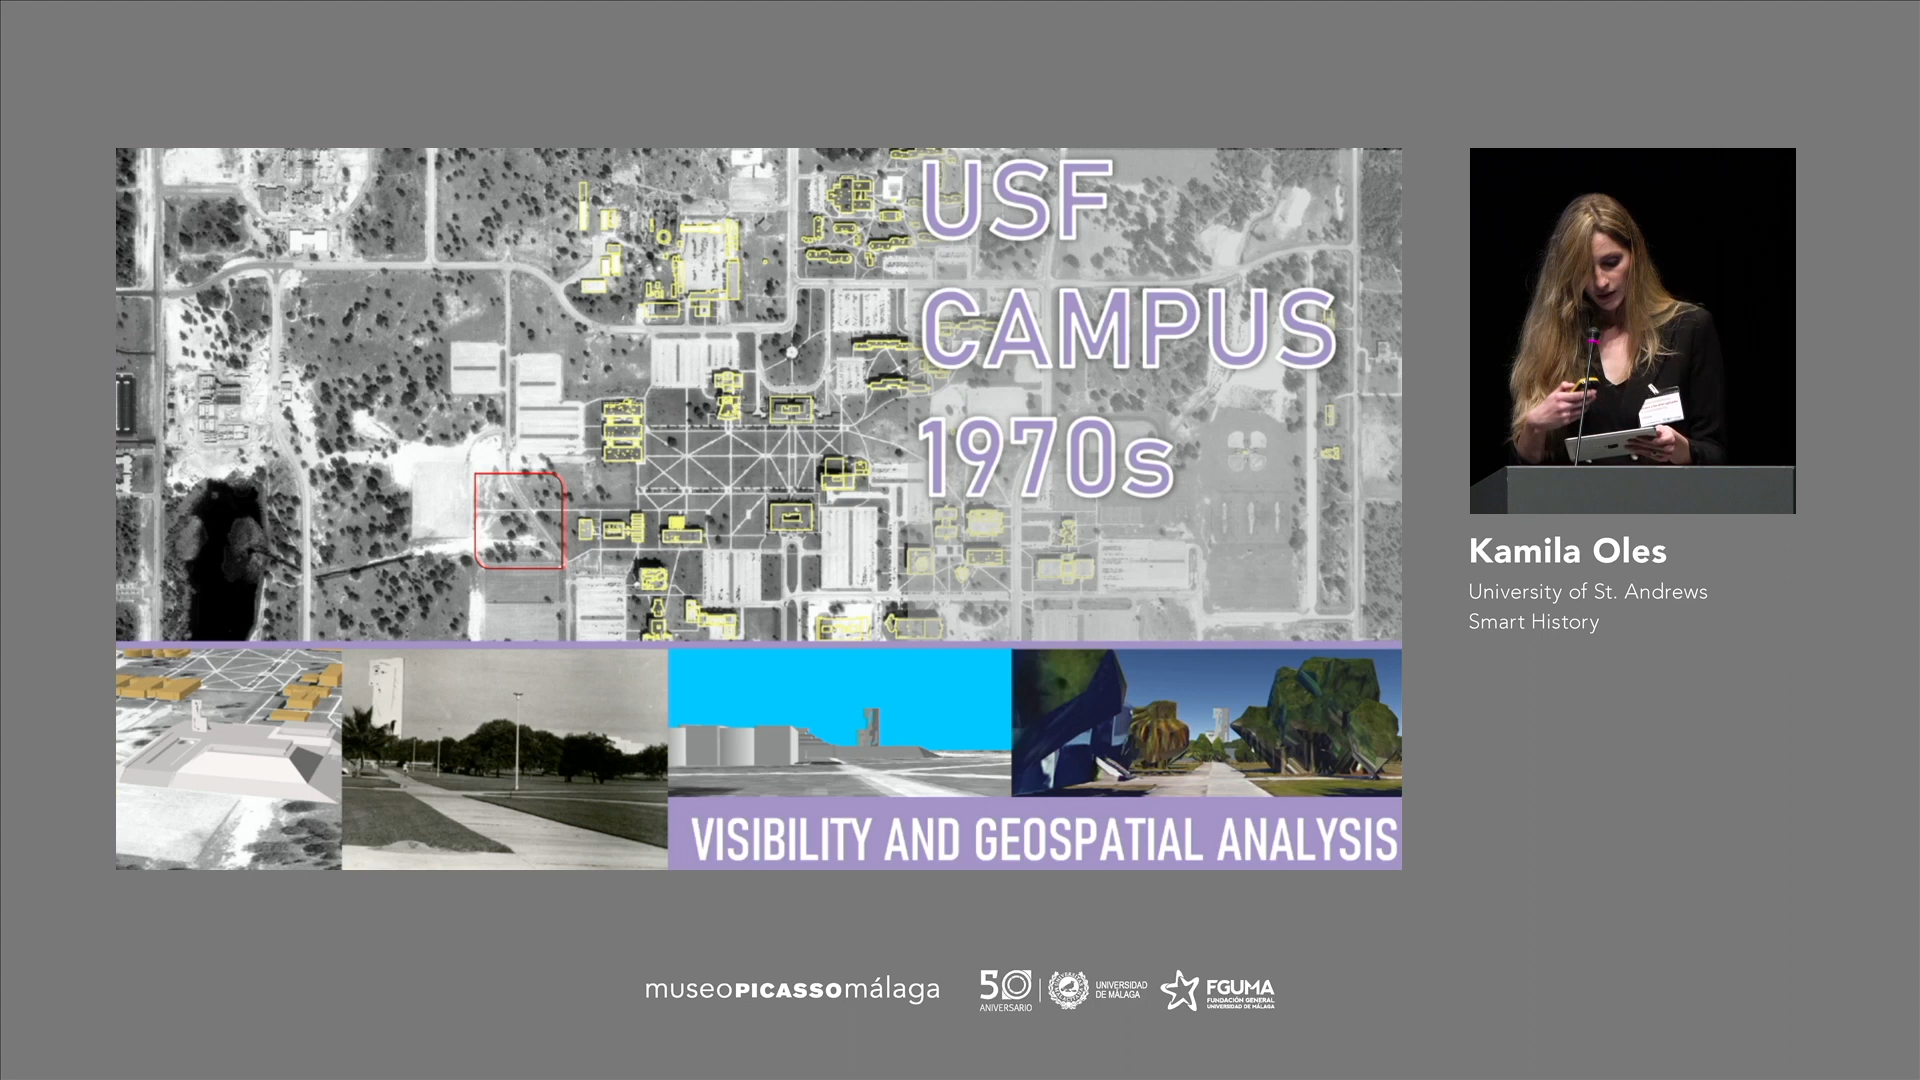 USF
CAMPUS
1970s
VISIBILITY AND GEOSPATIAL ANALYSIS
Kamila Oles
University of St. Andrews
Smart History
museoPICASSOmálaga
50
ANIVERSARIO
UNIVERSIDAD
DE MÁLAGA
FGUMA
FUNDACIÓN GENERAL
UNIVERSIDAD DE MÁLAGA